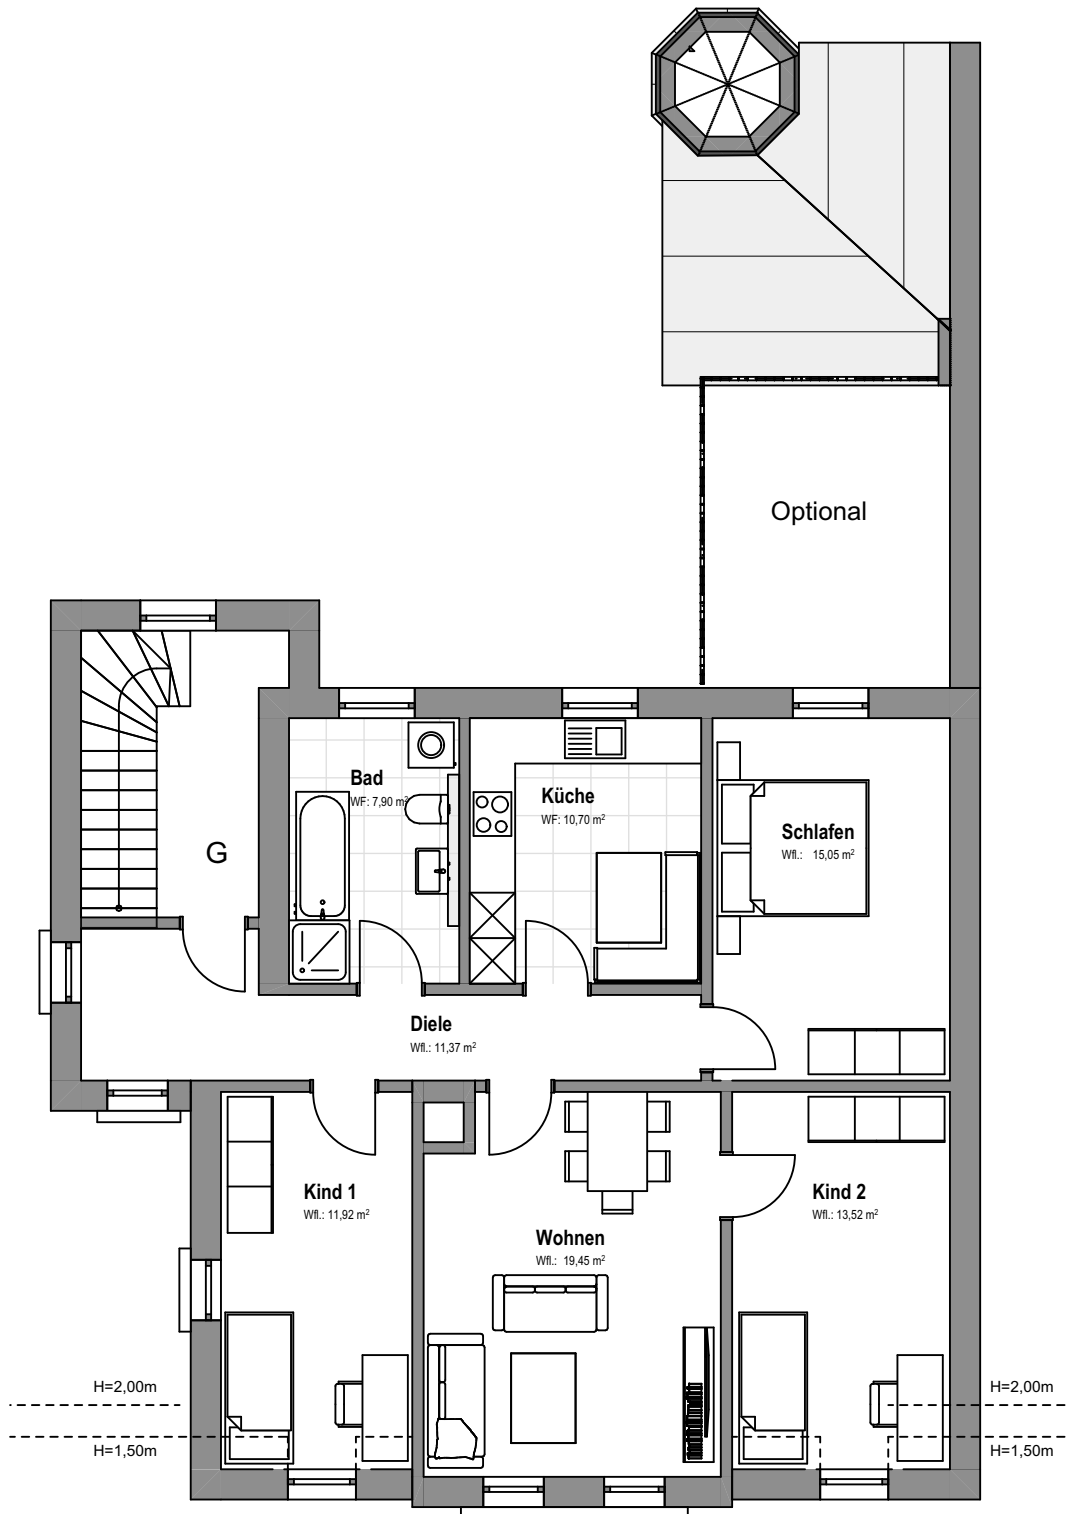 Optional
Bad
WF: 7,90 m²
Küche
WF: 10,70 m²
Schlafen
Wfl.: 15,05 m²
G
Diele
Wfl.: 11,37 m²
Kind 1
Wfl.: 11,92 m²
Kind 2
Wfl.: 13,52 m²
Wohnen
Wfl.: 19,45 m²
H=2,00m
H=2,00m
H=1,50m
H=1,50m